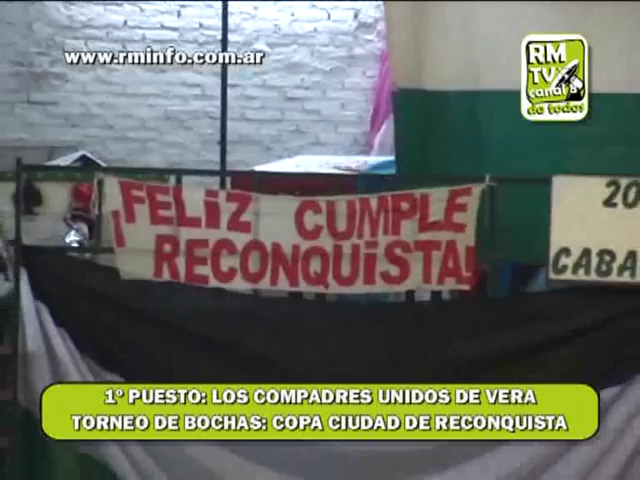 www.rminfo.com.ar
RM
TV
canal 8
de todos
¡FELiZ CUMPLE
RECONQUiSTA!
20
CABA
1º PUESTO: LOS COMPADRES UNIDOS DE VERA
TORNEO DE BOCHAS: COPA CIUDAD DE RECONQUISTA